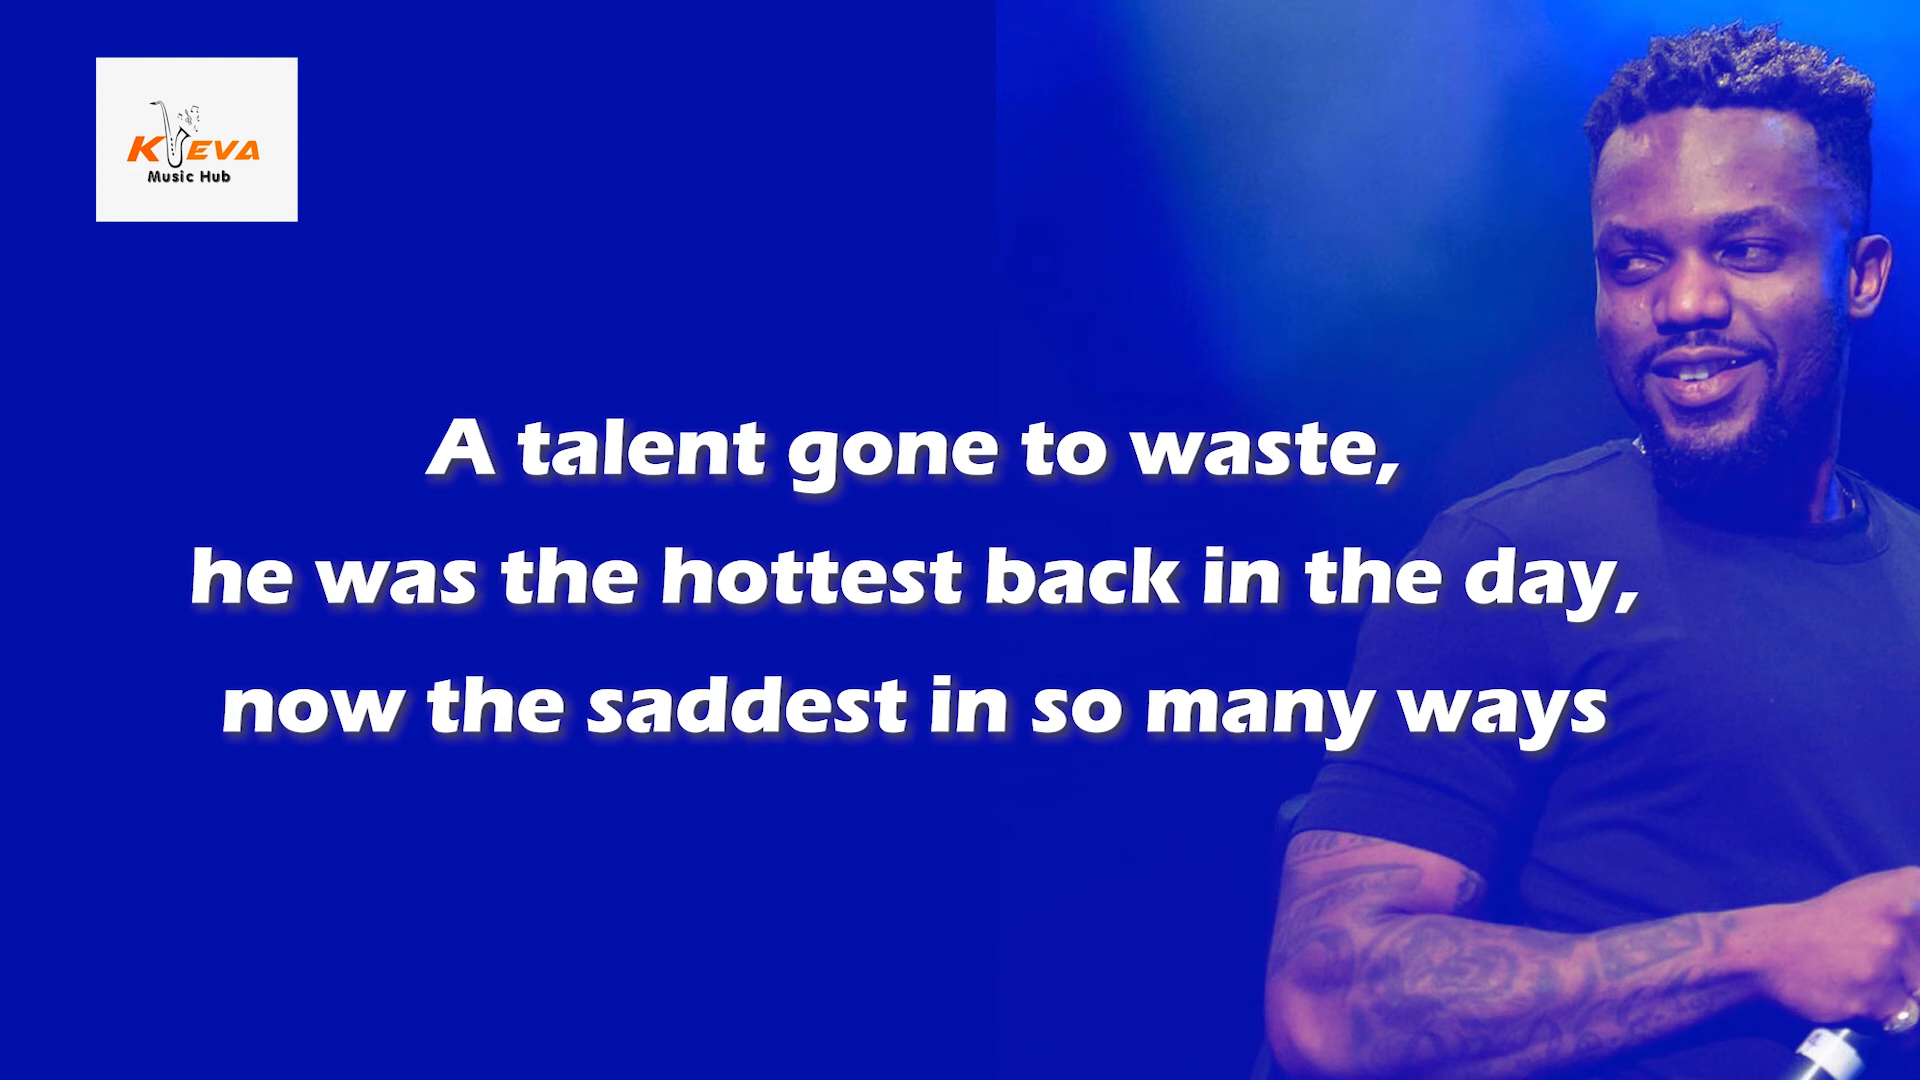 KJEVA
Music Hub
A talent gone to waste,
he was the hottest back in the day,
now the saddest in so many ways